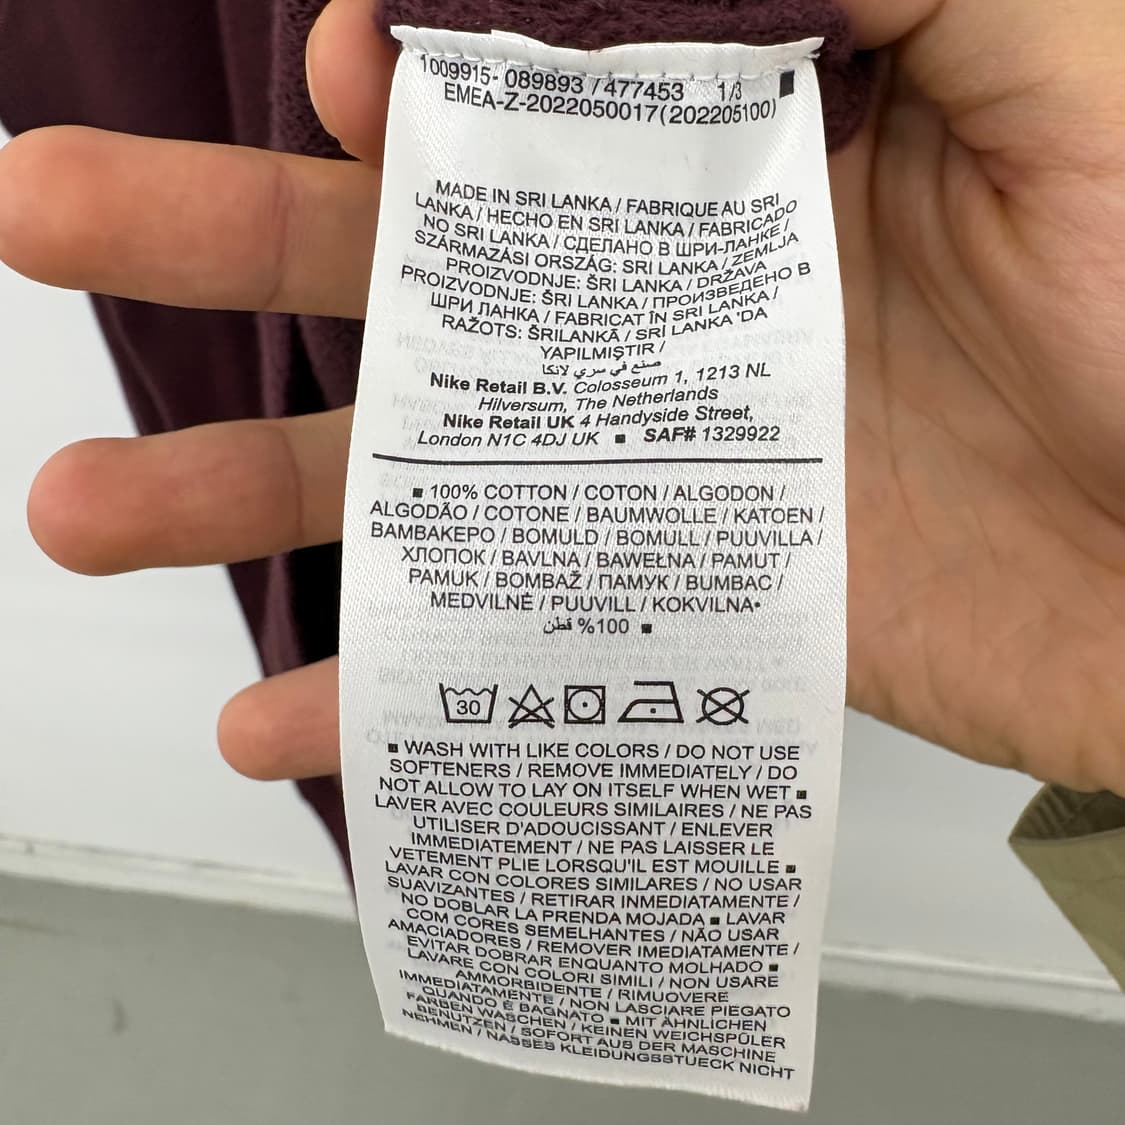 1009915- 089893 / 477453 1/3
EMEA-Z-2022050017(202205100)
MADE IN SRI LANKA / FABRIQUE AU SRI
LANKA / HECHO EN SRI LANKA / FABRICADO
NO SRI LANKA / СДЕЛАНО В ШРИ-ЛАНКЕ /
SZÁRMAZÁSI ORSZÁG: SRI LANKA / ZEMLJA
PROIZVODNJE: ŠRI LANKA / DRŽAVA
PROIZVODNJE: ŠRI LANKA / ПРОИЗВЕДЕНО В
ШРИ ЛАНКА / FABRICAT ÎN SRI LANKA /
RAŽOTS: ŠRILANKĀ / SRİ LANKA 'DA
YAPILMIŞTIR /
صنع في سري لانكا
Nike Retail B.V. Colosseum 1, 1213 NL
Hilversum, The Netherlands
Nike Retail UK 4 Handyside Street,
London N1C 4DJ UK ■ SAF# 1329922
■ 100% COTTON / COTON / ALGODON /
ALGODÃO / COTONE / BAUMWOLLE / KATOEN /
ΒΑΜΒΑΚΕΡΟ / BOMULD / BOMULL / PUUVILLA /
ХЛОПОК / BAVLNA / BAWEŁNA / PAMUT /
PAMUK / BOMBAŽ / ПАМУК / BUMBAC /
MEDVILNĖ / PUUVILL / KOKVILNA•
100% قطن ■
30
■ WASH WITH LIKE COLORS / DO NOT USE
SOFTENERS / REMOVE IMMEDIATELY / DO
NOT ALLOW TO LAY ON ITSELF WHEN WET ■
LAVER AVEC COULEURS SIMILAIRES / NE PAS
UTILISER D'ADOUCISSANT / ENLEVER
IMMEDIATEMENT / NE PAS LAISSER LE
VETEMENT PLIE LORSQU'IL EST MOUILLE ■
LAVAR CON COLORES SIMILARES / NO USAR
SUAVIZANTES / RETIRAR INMEDIATAMENTE /
NO DOBLAR LA PRENDA MOJADA ■ LAVAR
COM CORES SEMELHANTES / NÃO USAR
AMACIADORES / REMOVER IMEDIATAMENTE /
EVITAR DOBRAR ENQUANTO MOLHADO ■
LAVARE CON COLORI SIMILI / NON USARE
AMMORBIDENTE / RIMUOVERE
IMMEDIATAMENTE / NON LASCIARE PIEGATO
QUANDO È BAGNATO ■ MIT ÄHNLICHEN
FARBEN WASCHEN / KEINEN WEICHSPÜLER
BENUTZEN / SOFORT AUS DER MASCHINE
NEHMEN / NASSES KLEIDUNGSSTUECK NICHT